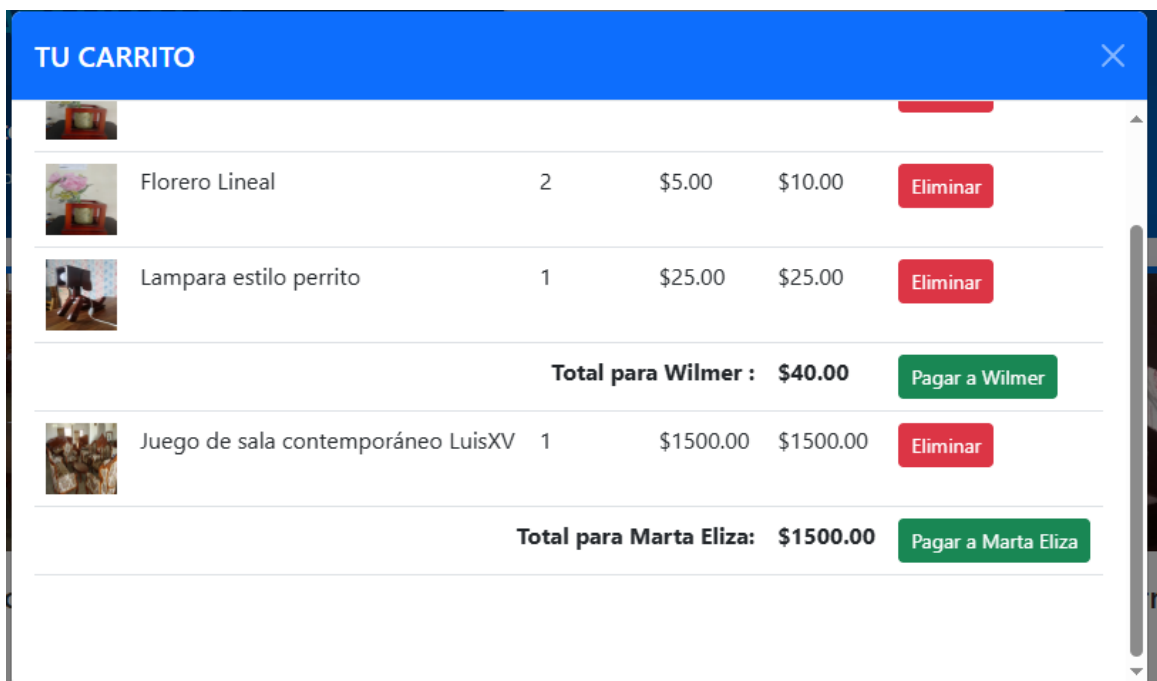 TU CARRITO
Florero Lineal 2 $5.00 $10.00 Eliminar
Lampara estilo perrito 1 $25.00 $25.00 Eliminar
Total para Wilmer : $40.00 Pagar a Wilmer
Juego de sala contemporáneo LuisXV 1 $1500.00 $1500.00 Eliminar
Total para Marta Eliza: $1500.00 Pagar a Marta Eliza